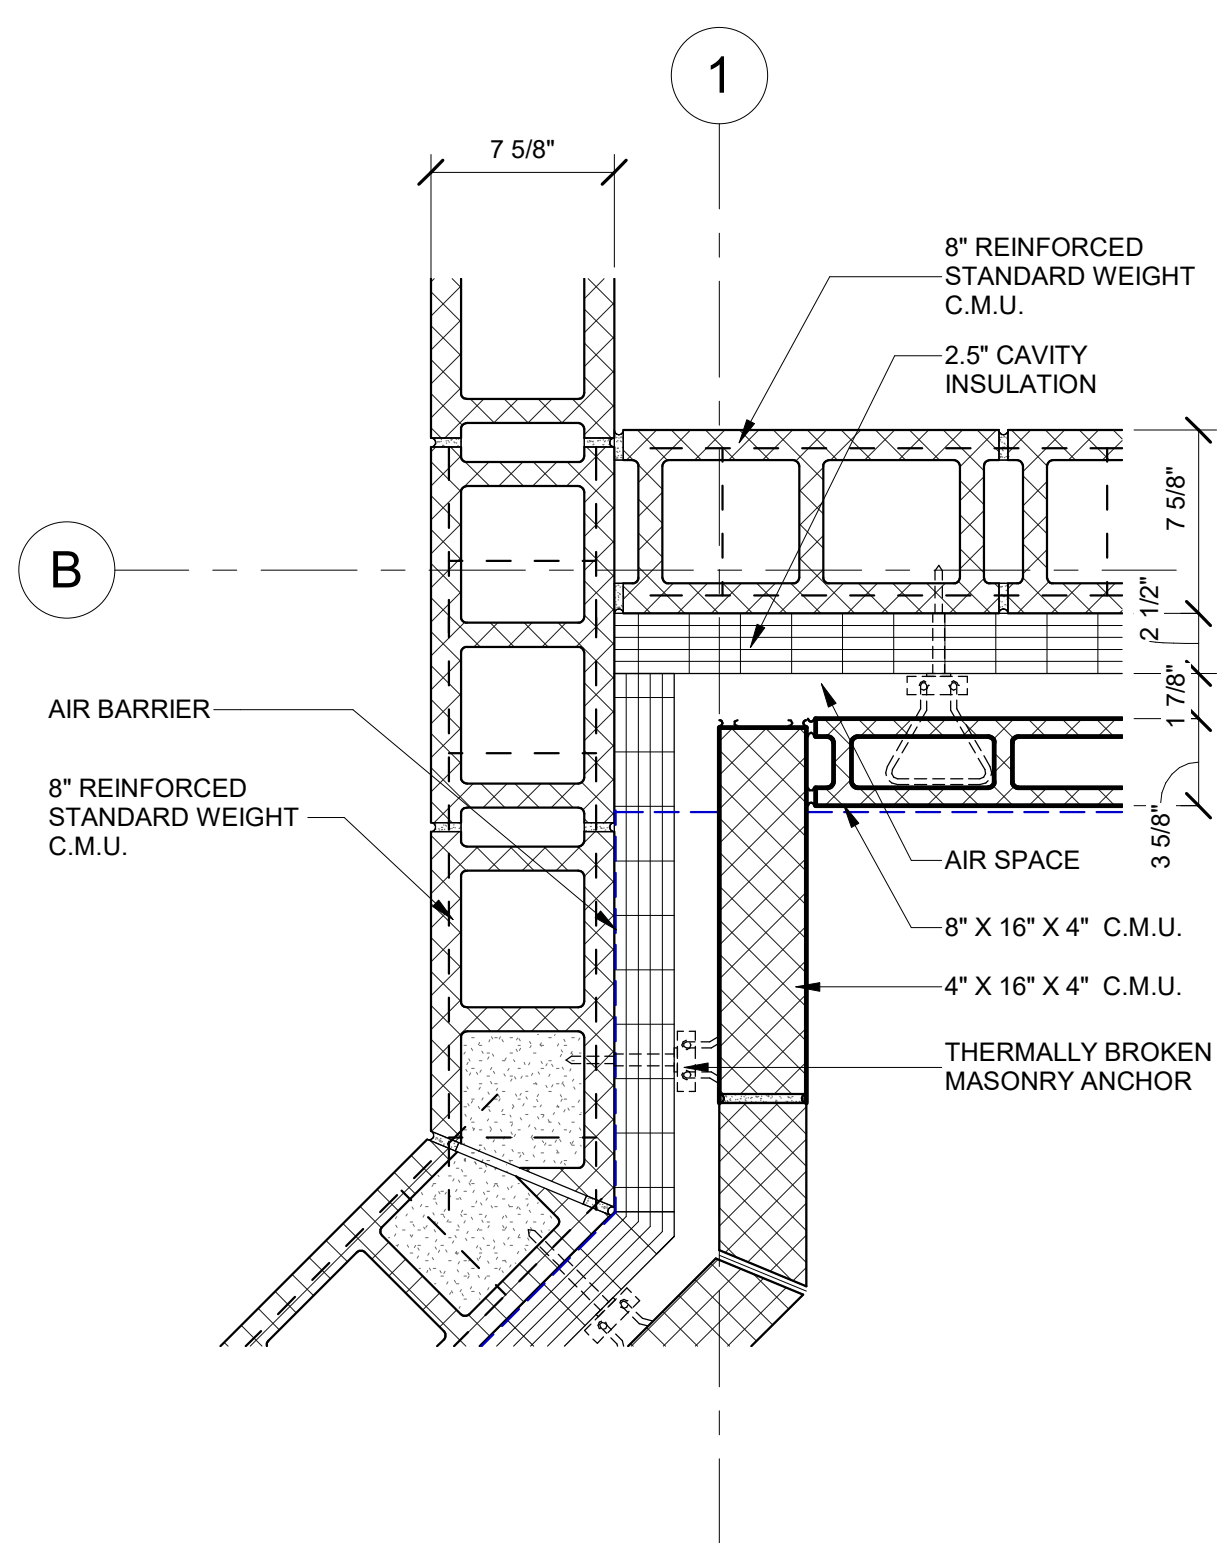 1
7 5/8"
8" REINFORCED
STANDARD WEIGHT
C.M.U.
2.5" CAVITY
INSULATION
7 5/8"
B
2 1/2"
1 7/8"
3 5/8"
AIR BARRIER
8" REINFORCED
STANDARD WEIGHT
C.M.U.
AIR SPACE
8" X 16" X 4" C.M.U.
4" X 16" X 4" C.M.U.
THERMALLY BROKEN
MASONRY ANCHOR